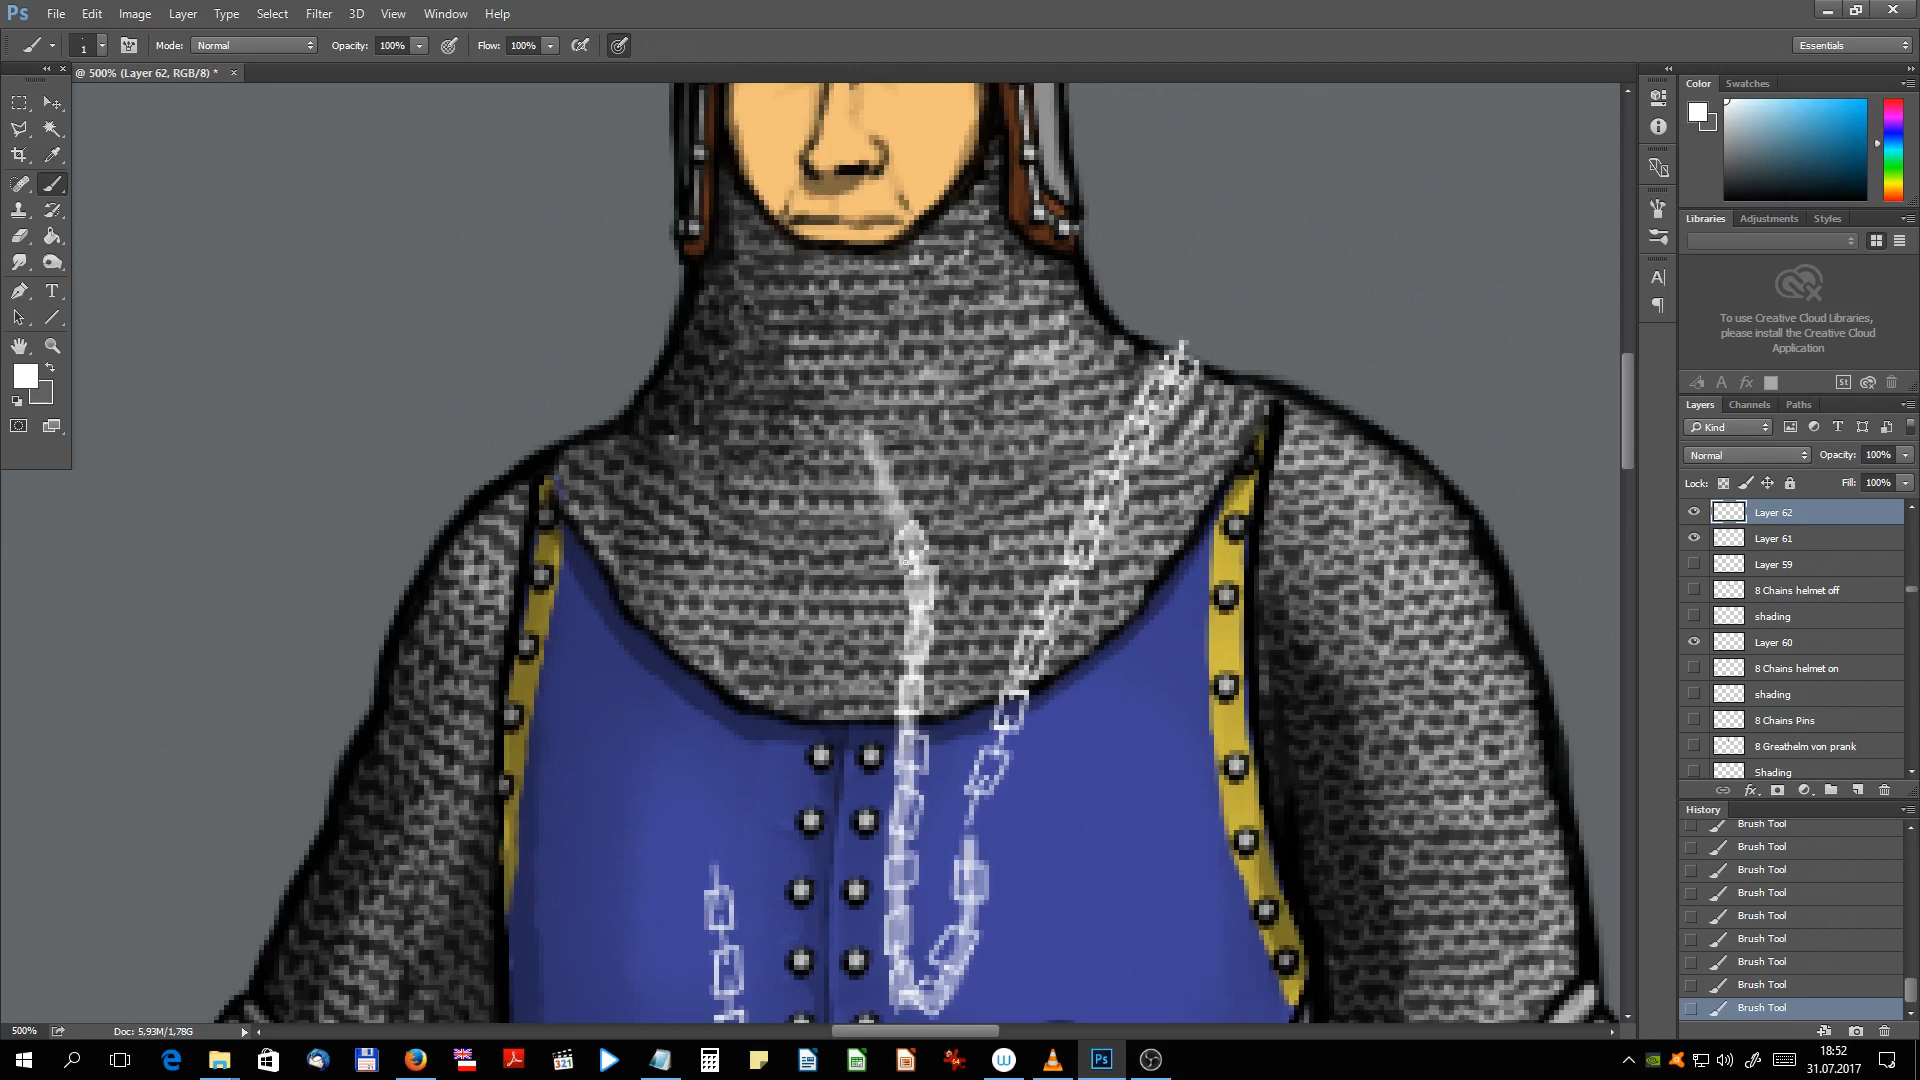 Ps File Edit Image Layer Type Select Filter 3D View Window Help
1 Mode: Normal Opacity: 100% Flow: 100% Essentials
@ 500% (Layer 62, RGB/8) * ×
Color Swatches
Libraries Adjustments Styles
To use Creative Cloud Libraries,
please install the Creative Cloud
Application
St
Layers Channels Paths
Kind
Normal Opacity: 100%
Lock: Fill: 100%
Layer 62
Layer 61
Layer 59
8 Chains helmet off
shading
Layer 60
8 Chains helmet on
shading
8 Chains Pins
8 Greathelm von prank
Shading
History
Brush Tool
Brush Tool
Brush Tool
Brush Tool
Brush Tool
Brush Tool
Brush Tool
Brush Tool
Brush Tool
500% Doc: 5,93M/1,78G
18:52
31.07.2017